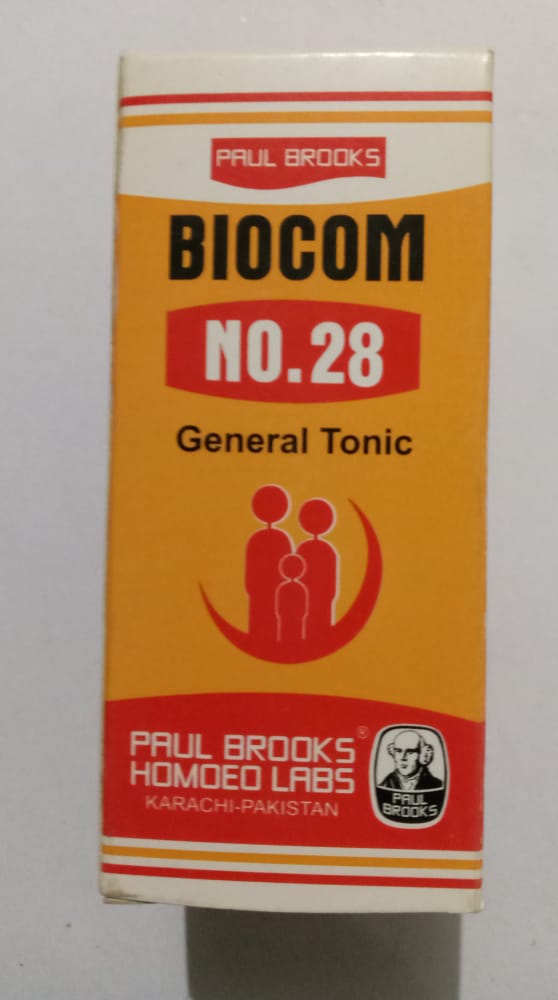 PAUL BROOKS
BIOCOM
NO.28
General Tonic
PAUL BROOKS®
HOMOEO LABS
KARACHI-PAKISTAN
PAUL
BROOKS